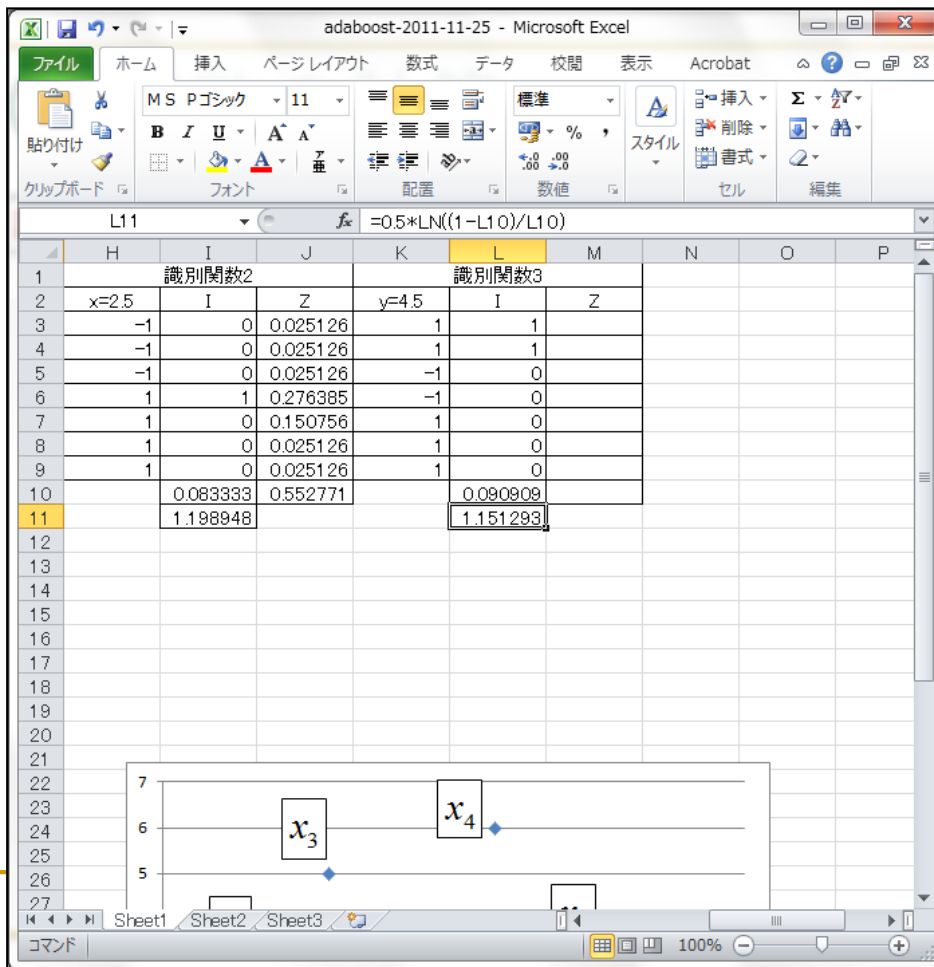 adaboost-2011-11-25 - Microsoft Excel
ファイル ホーム 挿入 ページ レイアウト 数式 データ 校閲 表示 Acrobat
貼り付け
ＭＳ Ｐゴシック 11
B I U A A A 亜
標準
% ,
スタイル
挿入
削除
書式
Σ
クリップボード フォント 配置 数値 セル 編集
L11 fx =0.5*LN((1-L10)/L10)
H I J K L M N O P
1 識別関数2 識別関数3
2 x=2.5 I Z y=4.5 I Z
3 -1 0 0.025126 1 1
4 -1 0 0.025126 1 1
5 -1 0 0.025126 -1 0
6 1 1 0.276385 -1 0
7 1 0 0.150756 1 0
8 1 0 0.025126 1 0
9 1 0 0.025126 1 0
10 0.083333 0.552771 0.090909
11 1.198948 1.151293
12
13
14
15
16
17
18
19
20
21
22
23
24
25
26
27
7
6
5
x3
x4
Sheet1 Sheet2 Sheet3
コマンド 100%